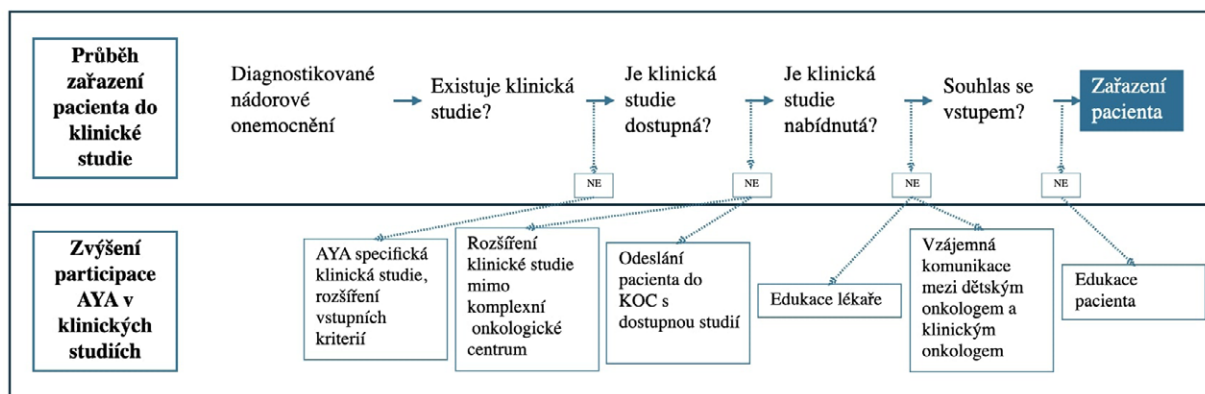 Průběh
zařazení
pacienta do
klinické
studie
Diagnostikované
nádorové
onemocnění
Existuje klinická
studie?
Je klinická
studie
dostupná?
Je klinická
studie
nabídnutá?
Souhlas se
vstupem?
Zařazení
pacienta
NE
NE
NE
NE
Zvýšení
participace
AYA v
klinických
studiích
AYA specifická
klinická studie,
rozšíření
vstupních
kriterií
Rozšíření
klinické studie
mimo
komplexní
onkologické
centrum
Odeslání
pacienta do
KOC s
dostupnou studií
Edukace lékaře
Vzájemná
komunikace
mezi dětským
onkologem a
klinickým
onkologem
Edukace
pacienta